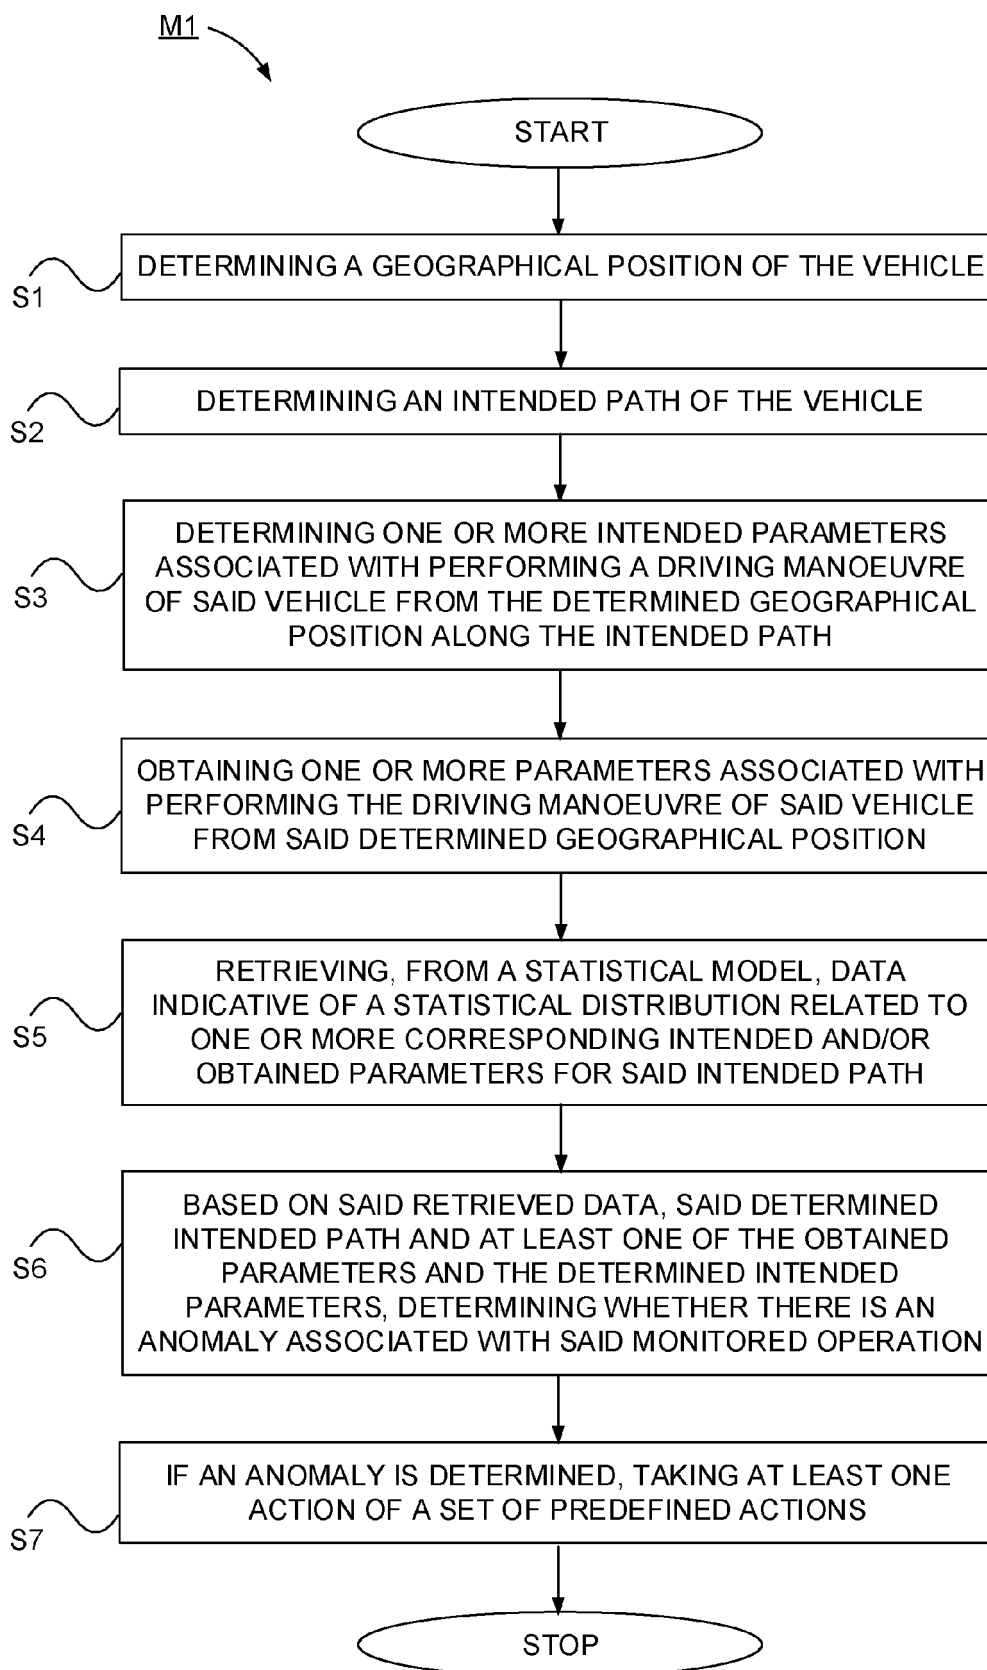 M1
START
DETERMINING A GEOGRAPHICAL POSITION OF THE VEHICLE
S1
DETERMINING AN INTENDED PATH OF THE VEHICLE
S2
DETERMINING ONE OR MORE INTENDED PARAMETERS
ASSOCIATED WITH PERFORMING A DRIVING MANOEUVRE
OF SAID VEHICLE FROM THE DETERMINED GEOGRAPHICAL
POSITION ALONG THE INTENDED PATH
S3
OBTAINING ONE OR MORE PARAMETERS ASSOCIATED WITH
PERFORMING THE DRIVING MANOEUVRE OF SAID VEHICLE
FROM SAID DETERMINED GEOGRAPHICAL POSITION
S4
RETRIEVING, FROM A STATISTICAL MODEL, DATA
INDICATIVE OF A STATISTICAL DISTRIBUTION RELATED TO
ONE OR MORE CORRESPONDING INTENDED AND/OR
OBTAINED PARAMETERS FOR SAID INTENDED PATH
S5
BASED ON SAID RETRIEVED DATA, SAID DETERMINED
INTENDED PATH AND AT LEAST ONE OF THE OBTAINED
PARAMETERS AND THE DETERMINED INTENDED
PARAMETERS, DETERMINING WHETHER THERE IS AN
ANOMALY ASSOCIATED WITH SAID MONITORED OPERATION
S6
IF AN ANOMALY IS DETERMINED, TAKING AT LEAST ONE
ACTION OF A SET OF PREDEFINED ACTIONS
S7
STOP